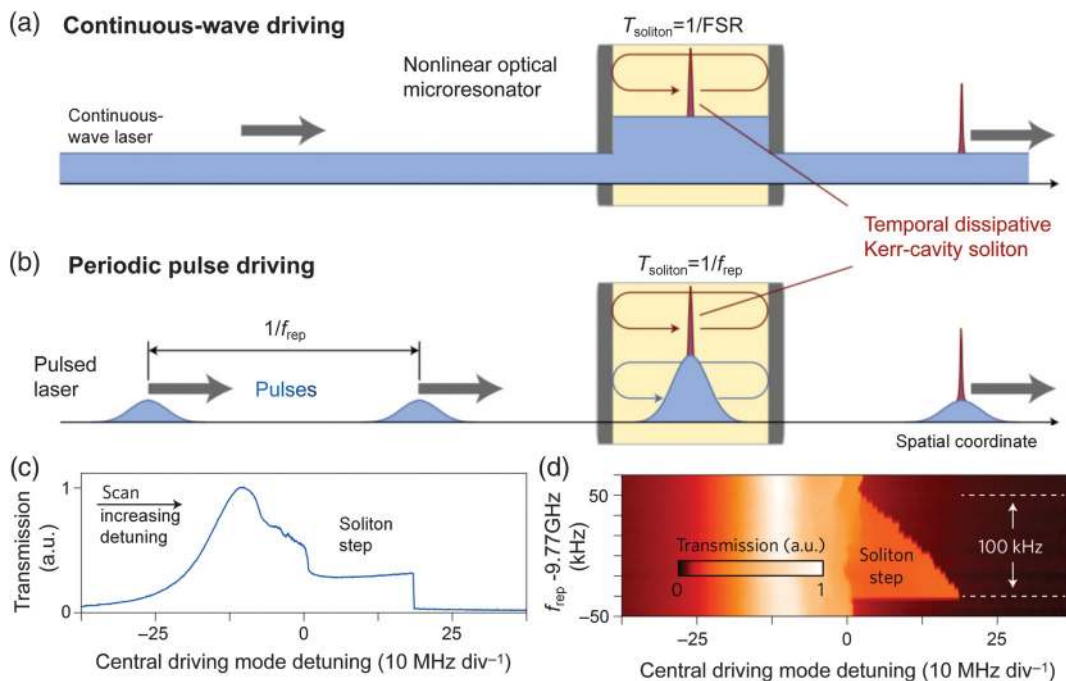 (a) Continuous-wave driving
T_soliton=1/FSR
Nonlinear optical
microresonator
Continuous-
wave laser
Temporal dissipative
Kerr-cavity soliton
(b) Periodic pulse driving
T_soliton=1/f_rep
1/f_rep
Pulsed
laser
Pulses
Spatial coordinate
(c)
1
Scan
increasing
detuning
Soliton
step
Transmission
(a.u.)
0
−25
0
25
Central driving mode detuning (10 MHz div⁻¹)
(d)
50
Transmission (a.u.)
0
1
Soliton
step
100 kHz
f_rep -9.77GHz
(kHz)
−50
−25
0
25
Central driving mode detuning (10 MHz div⁻¹)